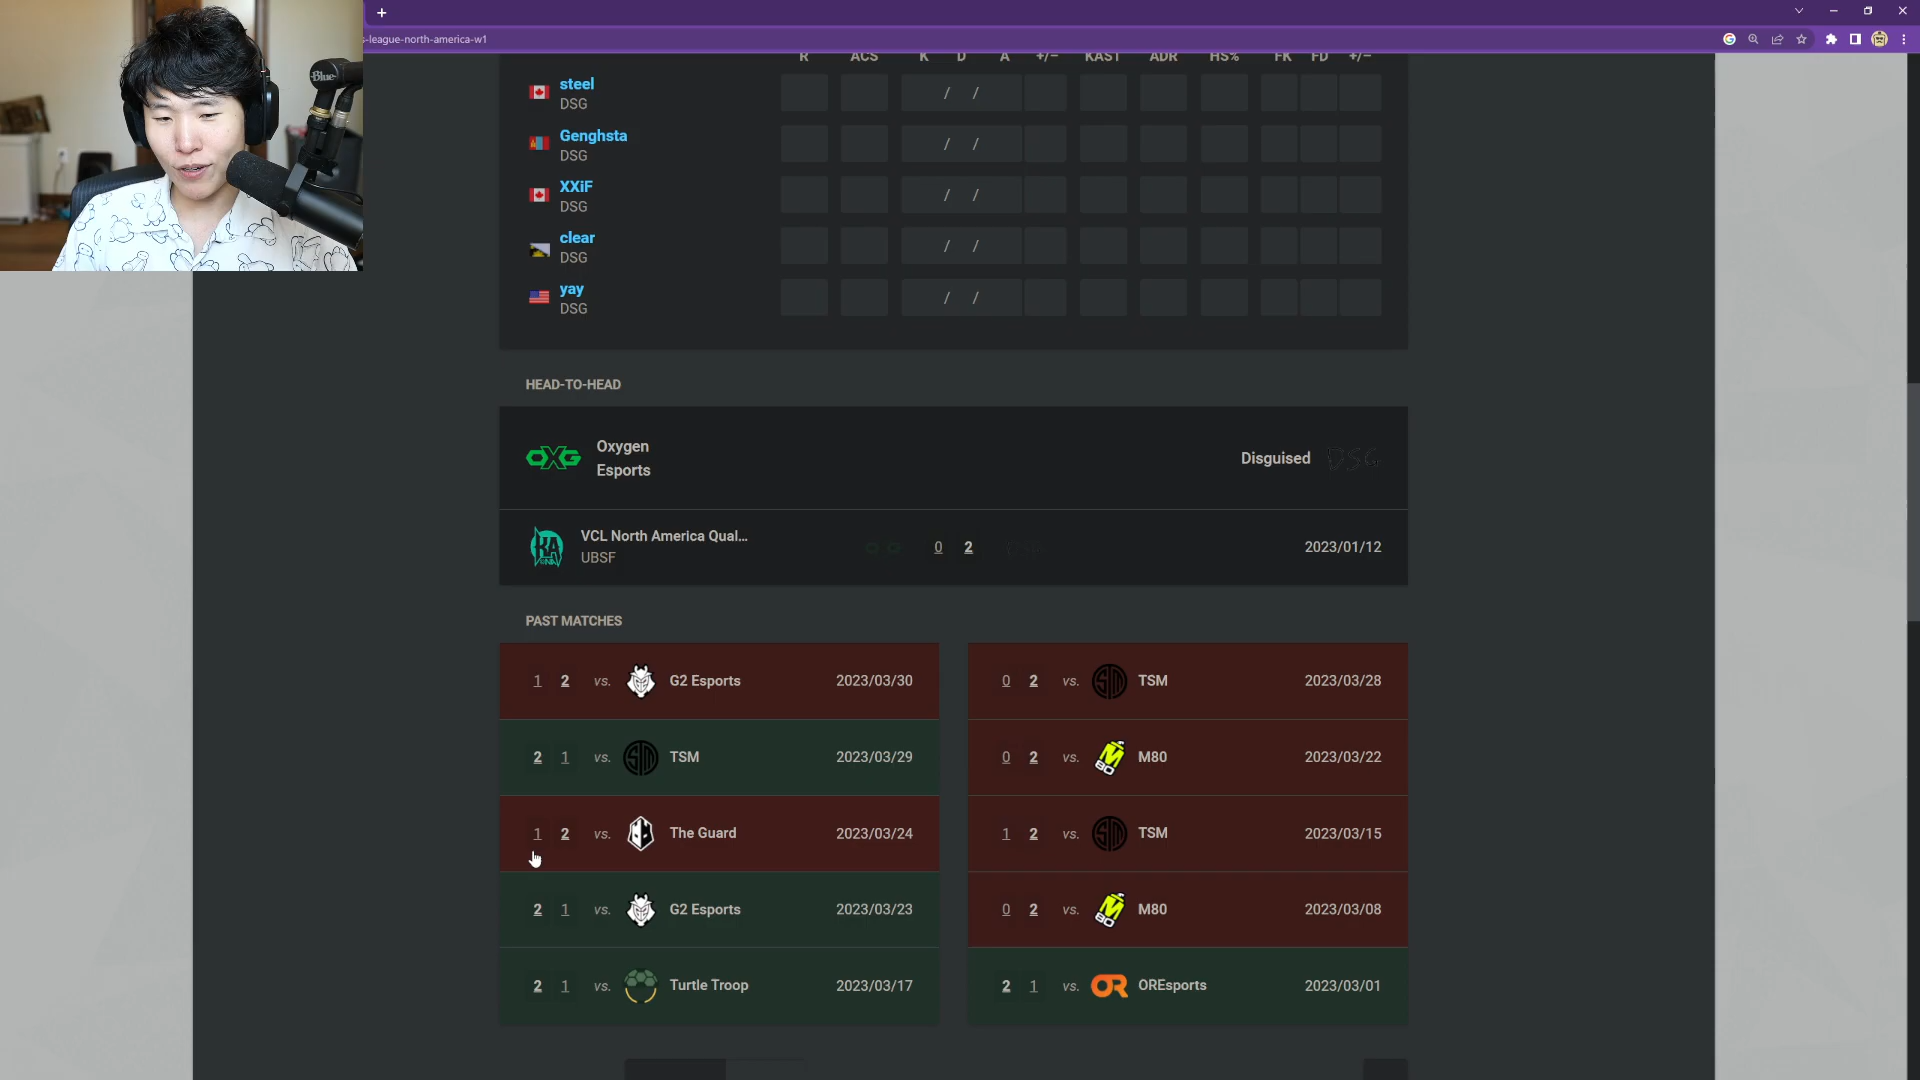 s-league-north-america-w1
Blue
R ACS K D A +/– KAST ADR HS% FK FD +/–
steel
DSG / /
Genghsta
DSG / /
XXiF
DSG / /
clear
DSG / /
yay
DSG / /
HEAD-TO-HEAD
OXG Oxygen
Esports
Disguised DSG
VCL North America Qual...
UBSF
0 2 2023/01/12
PAST MATCHES
1 2 vs. G2 Esports 2023/03/30
2 1 vs. TSM 2023/03/29
1 2 vs. The Guard 2023/03/24
2 1 vs. G2 Esports 2023/03/23
2 1 vs. Turtle Troop 2023/03/17
0 2 vs. TSM 2023/03/28
0 2 vs. M80 2023/03/22
1 2 vs. TSM 2023/03/15
0 2 vs. M80 2023/03/08
2 1 vs. OR OREsports 2023/03/01